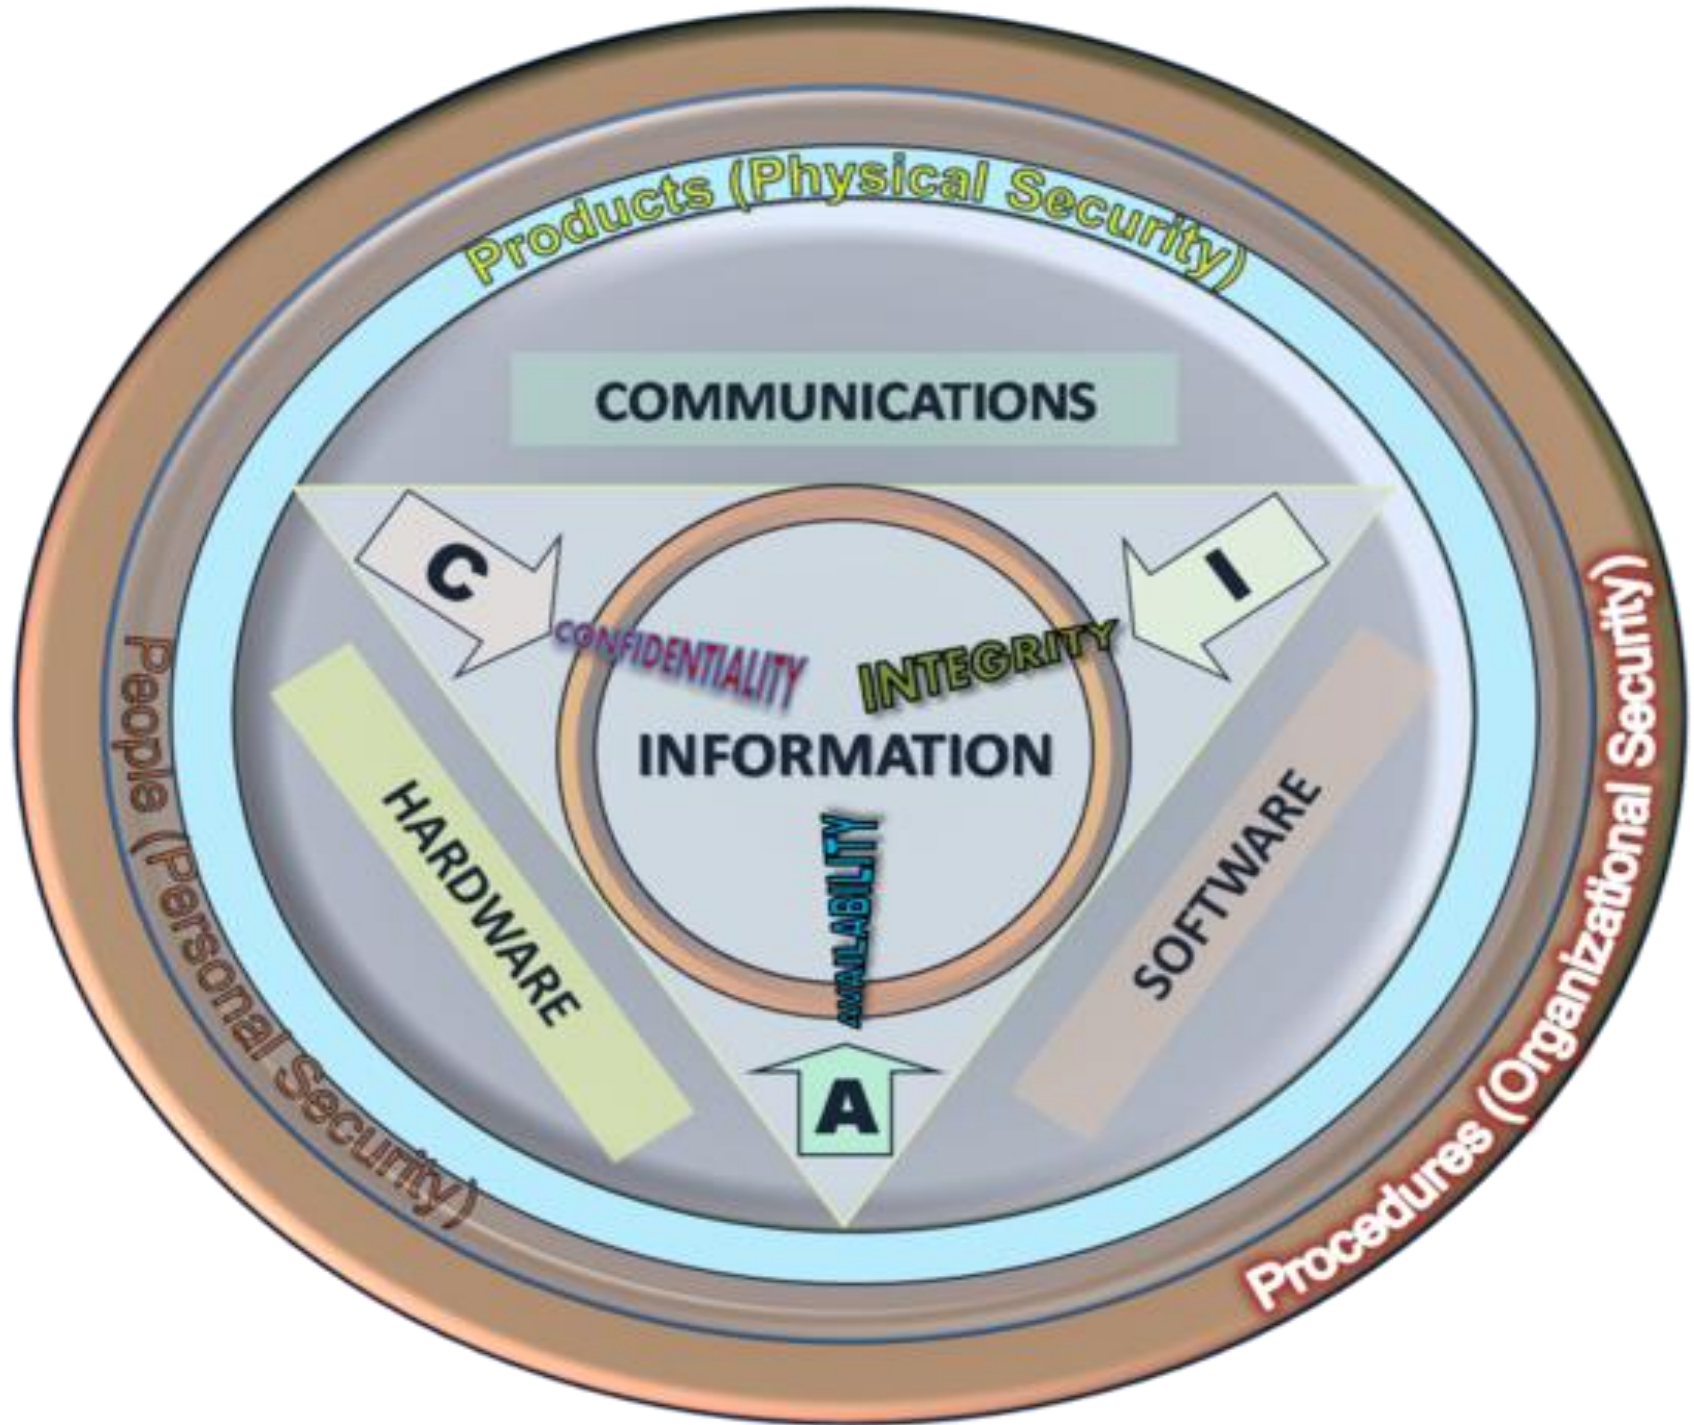 Products (Physical Security)
COMMUNICATIONS
C
I
CONFIDENTIALITY
INTEGRITY
INFORMATION
AVAILABILITY
A
HARDWARE
SOFTWARE
People (Personal Security)
Procedures (Organizational Security)